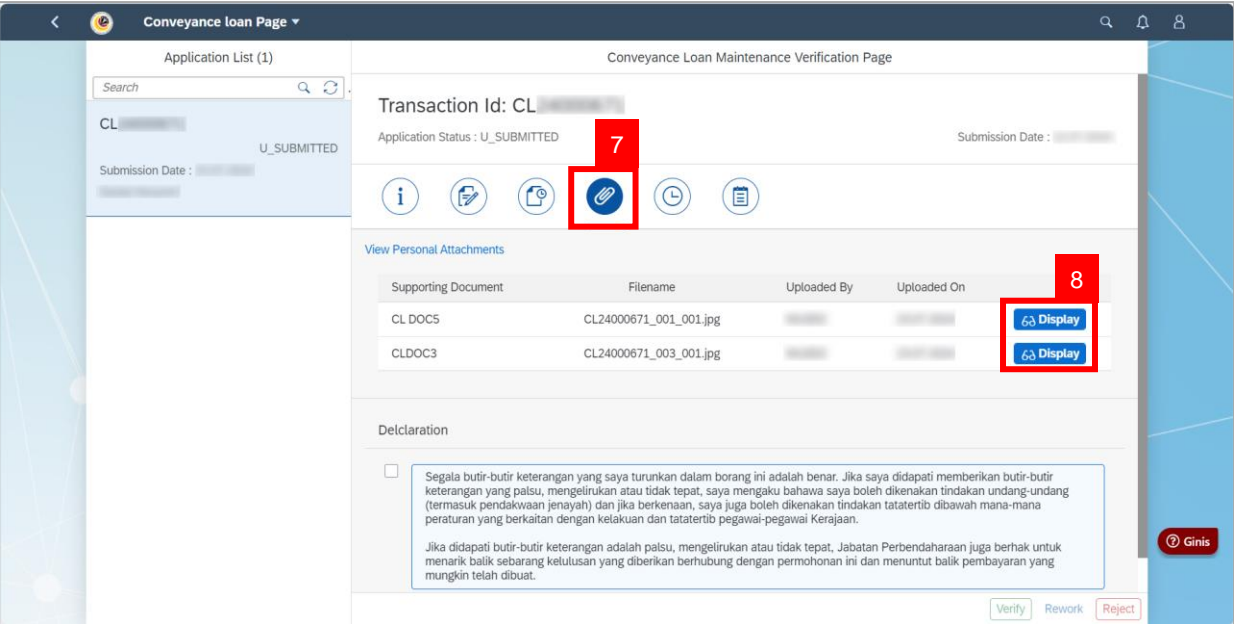 Conveyance loan Page
Application List (1)
Conveyance Loan Maintenance Verification Page
Search
Transaction Id: CL
CL
Application Status : U_SUBMITTED
7
Submission Date :
U_SUBMITTED
Submission Date :
View Personal Attachments
8
Supporting Document Filename Uploaded By Uploaded On
CL DOC5 CL24000671_001_001.jpg Display
CLDOC3 CL24000671_003_001.jpg Display
Delclaration
Segala butir-butir keterangan yang saya turunkan dalam borang ini adalah benar. Jika saya didapati memberikan butir-butir
keterangan yang palsu, mengelirukan atau tidak tepat, saya mengaku bahawa saya boleh dikenakan tindakan undang-undang
(termasuk pendakwaan jenayah) dan jika berkenaan, saya juga boleh dikenakan tindakan tatatertib dibawah mana-mana
peraturan yang berkaitan dengan kelakuan dan tatatertib pegawai-pegawai Kerajaan.
Jika didapati butir-butir keterangan adalah palsu, mengelirukan atau tidak tepat, Jabatan Perbendaharaan juga berhak untuk
menarik balik sebarang kelulusan yang diberikan berhubung dengan permohonan ini dan menuntut balik pembayaran yang
mungkin telah dibuat.
Ginis
Verify Rework Reject